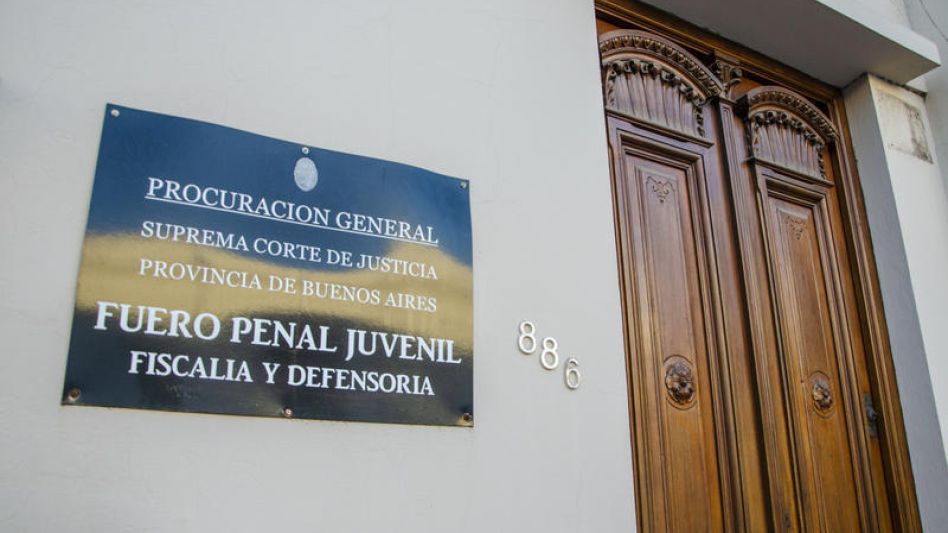 PROCURACION GENERAL
SUPREMA CORTE DE JUSTICIA
PROVINCIA DE BUENOS AIRES
FUERO PENAL JUVENIL
FISCALIA Y DEFENSORIA
886